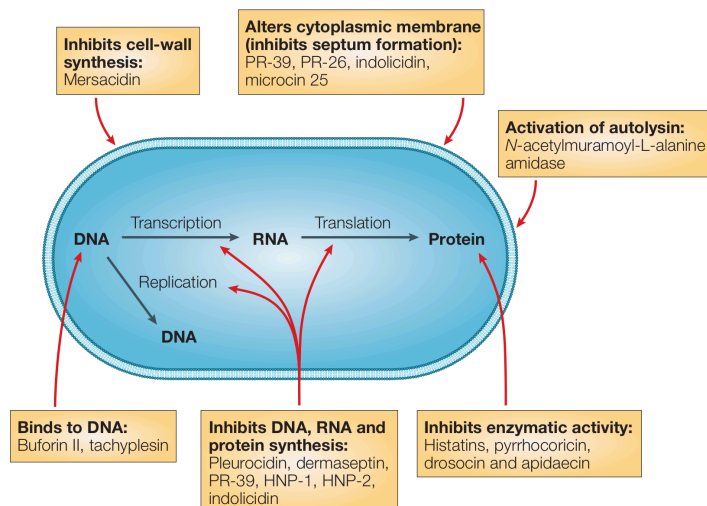 Inhibits cell-wall
synthesis:
Mersacidin
Alters cytoplasmic membrane
(inhibits septum formation):
PR-39, PR-26, indolicidin,
microcin 25
Activation of autolysin:
N-acetylmuramoyl-L-alanine
amidase
Transcription
Translation
DNA
RNA
Protein
Replication
DNA
Binds to DNA:
Buforin II, tachyplesin
Inhibits DNA, RNA and
protein synthesis:
Pleurocidin, dermaseptin,
PR-39, HNP-1, HNP-2,
indolicidin
Inhibits enzymatic activity:
Histatins, pyrrhocoricin,
drosocin and apidaecin